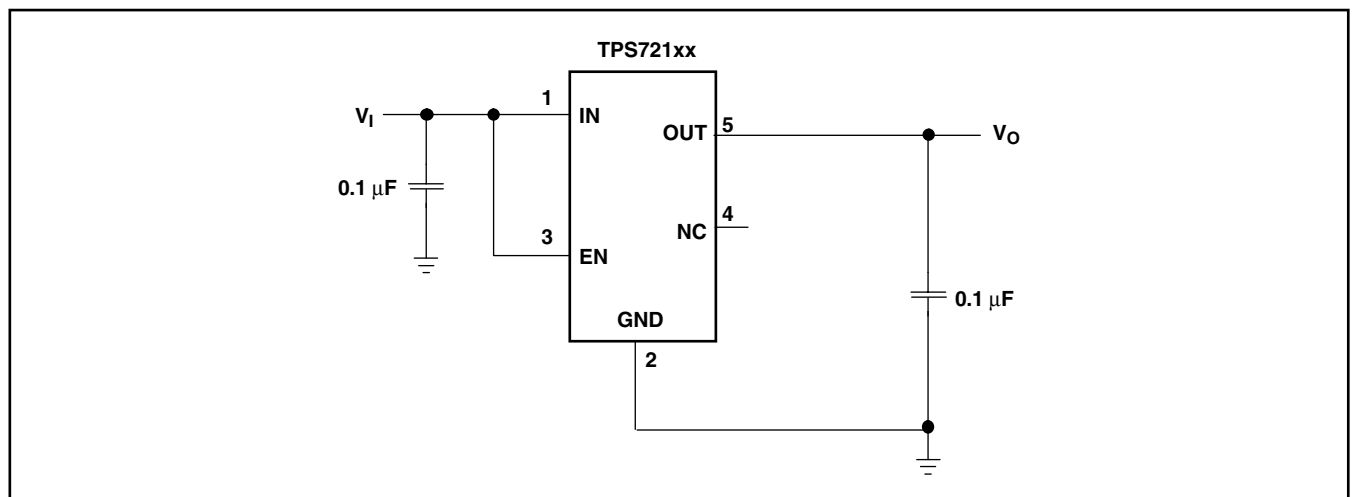 TPS721xx
1
V_I
IN
5
OUT
V_O
0.1 μF
4
NC
3
EN
0.1 μF
GND
2